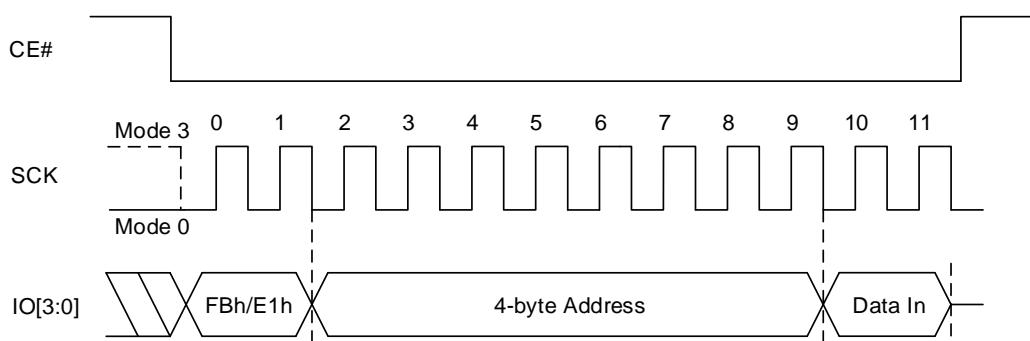 CE#
Mode 3 0 1 2 3 4 5 6 7 8 9 10 11
SCK
Mode 0
IO[3:0] FBh/E1h 4-byte Address Data In